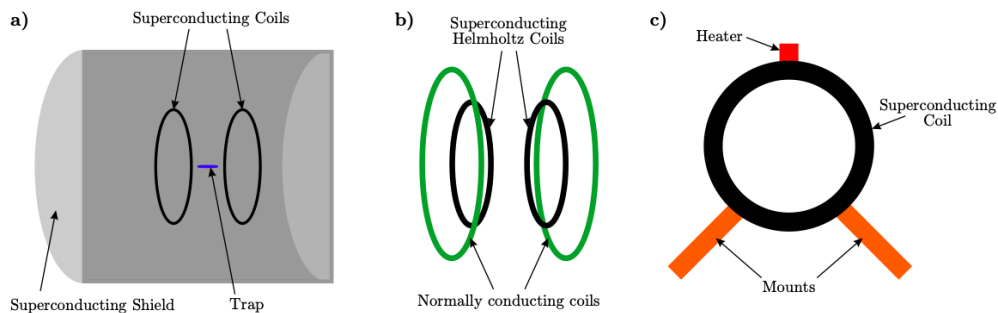 a)
Superconducting Coils
Superconducting Shield
Trap
b)
Superconducting
Helmholtz Coils
Normally conducting coils
c)
Heater
Superconducting
Coil
Mounts